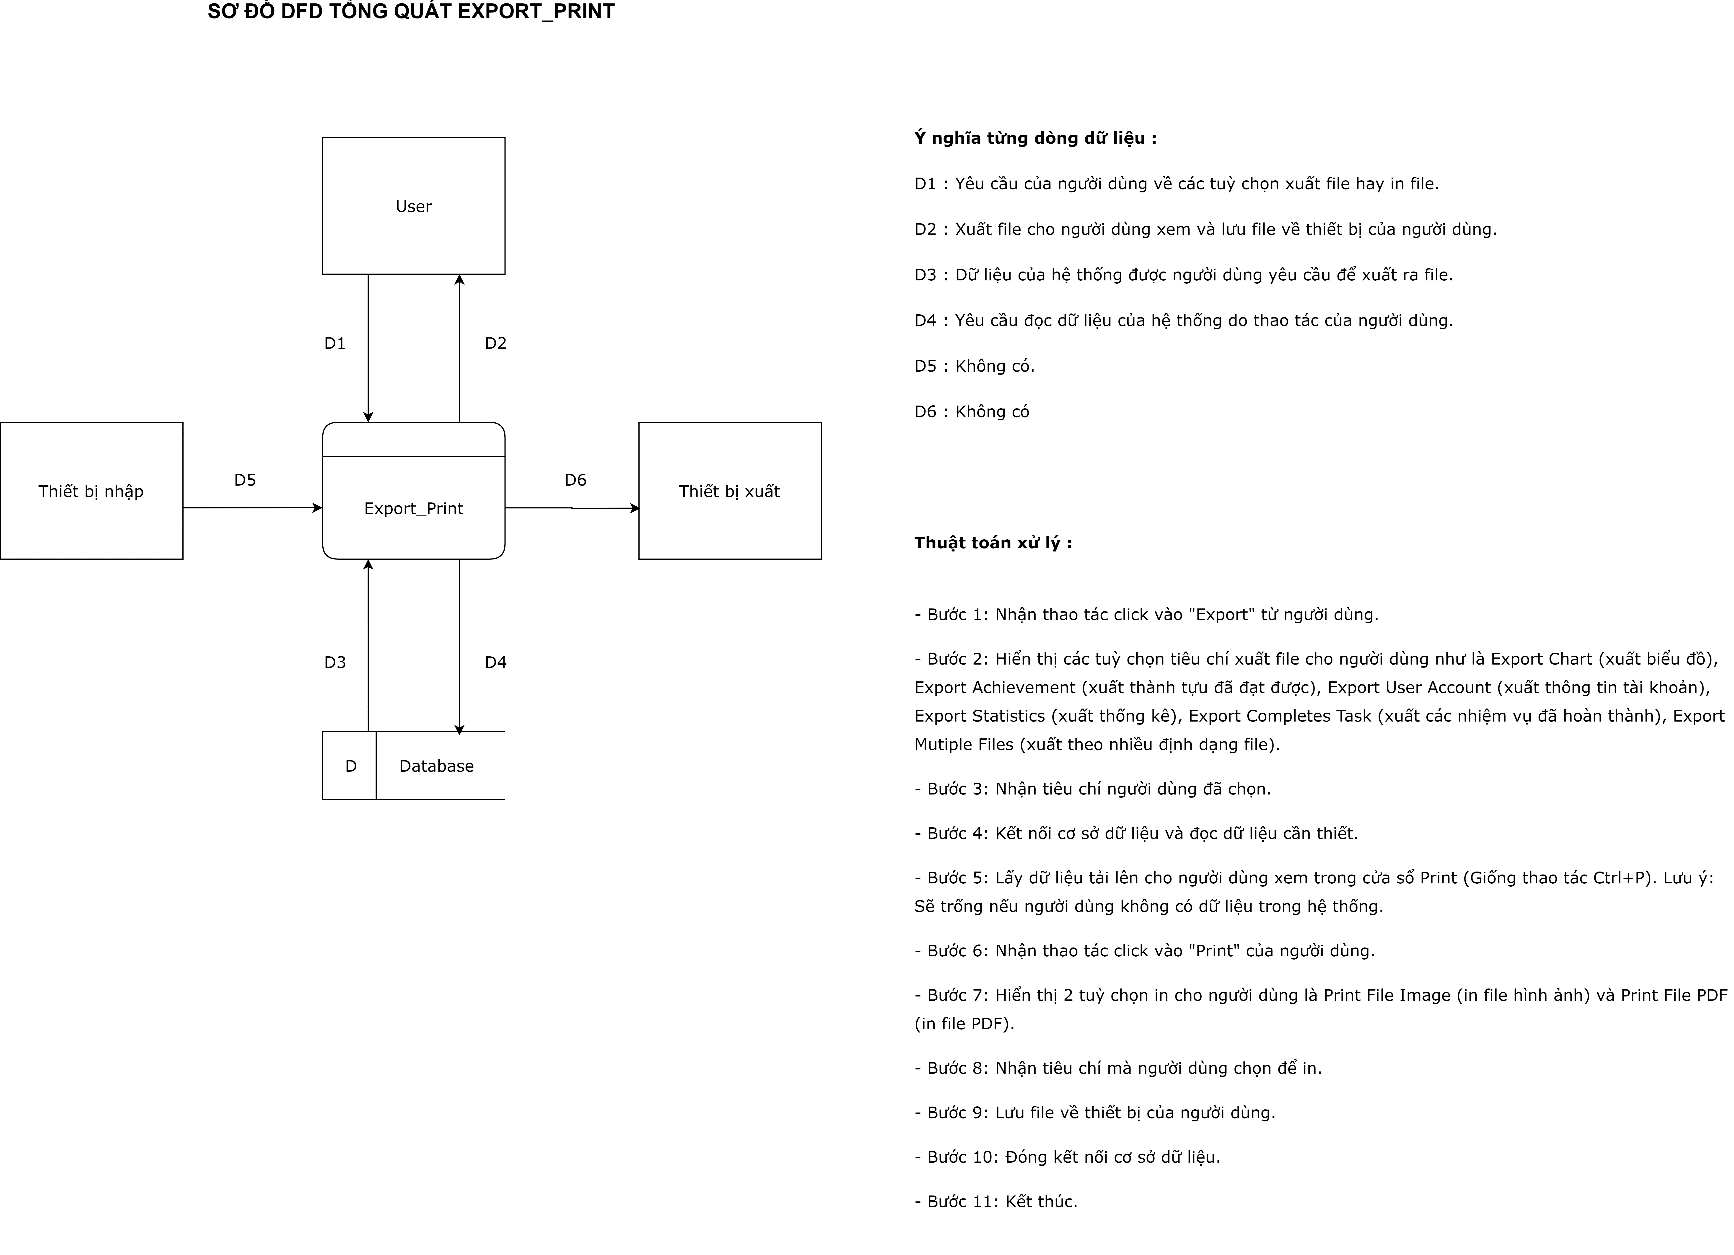 SƠ ĐỒ DFD TỔNG QUÁT EXPORT_PRINT
User
D1
D2
Thiết bị nhập
D5
Export_Print
D6
Thiết bị xuất
D3
D4
D
Database
Ý nghĩa từng dòng dữ liệu :
D1 : Yêu cầu của người dùng về các tuỳ chọn xuất file hay in file.
D2 : Xuất file cho người dùng xem và lưu file về thiết bị của người dùng.
D3 : Dữ liệu của hệ thống được người dùng yêu cầu để xuất ra file.
D4 : Yêu cầu đọc dữ liệu của hệ thống do thao tác của người dùng.
D5 : Không có.
D6 : Không có
Thuật toán xử lý :
- Bước 1: Nhận thao tác click vào "Export" từ người dùng.
- Bước 2: Hiển thị các tuỳ chọn tiêu chí xuất file cho người dùng như là Export Chart (xuất biểu đồ),
Export Achievement (xuất thành tựu đã đạt được), Export User Account (xuất thông tin tài khoản),
Export Statistics (xuất thống kê), Export Completes Task (xuất các nhiệm vụ đã hoàn thành), Export
Mutiple Files (xuất theo nhiều định dạng file).
- Bước 3: Nhận tiêu chí người dùng đã chọn.
- Bước 4: Kết nối cơ sở dữ liệu và đọc dữ liệu cần thiết.
- Bước 5: Lấy dữ liệu tải lên cho người dùng xem trong cửa sổ Print (Giống thao tác Ctrl+P). Lưu ý:
Sẽ trống nếu người dùng không có dữ liệu trong hệ thống.
- Bước 6: Nhận thao tác click vào "Print" của người dùng.
- Bước 7: Hiển thị 2 tuỳ chọn in cho người dùng là Print File Image (in file hình ảnh) và Print File PDF
(in file PDF).
- Bước 8: Nhận tiêu chí mà người dùng chọn để in.
- Bước 9: Lưu file về thiết bị của người dùng.
- Bước 10: Đóng kết nối cơ sở dữ liệu.
- Bước 11: Kết thúc.